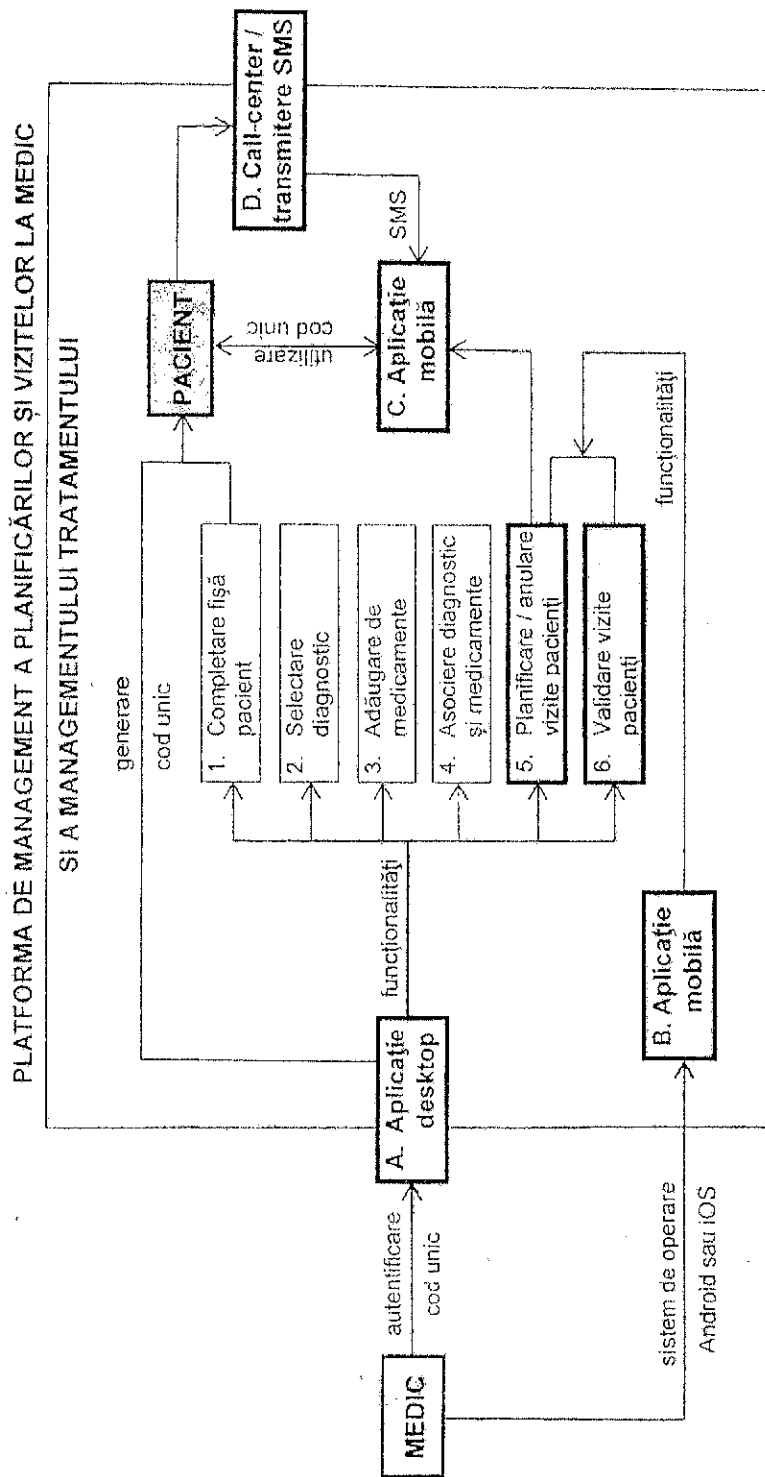 PLATFORMA DE MANAGEMENT A PLANIFICĂRILOR ȘI VIZITELOR LA MEDIC
SI A MANAGEMENTULUI TRATAMENTULUI
MEDIC
autentificare
cod unic
sistem de operare
Android sau iOS
A. Aplicație
desktop
B. Aplicație
mobilă
generare
cod unic
funcționalități
1. Completare fișă
pacient
2. Selectare
diagnostic
3. Adăugare de
medicamente
4. Asociere diagnostic
și medicamente
5. Planificare / anulare
vizite pacienți
6. Validare vizite
pacienți
funcționalități
PACIENT
utilizare
cod unic
C. Aplicație
mobilă
SMS
D. Call-center /
transmitere SMS